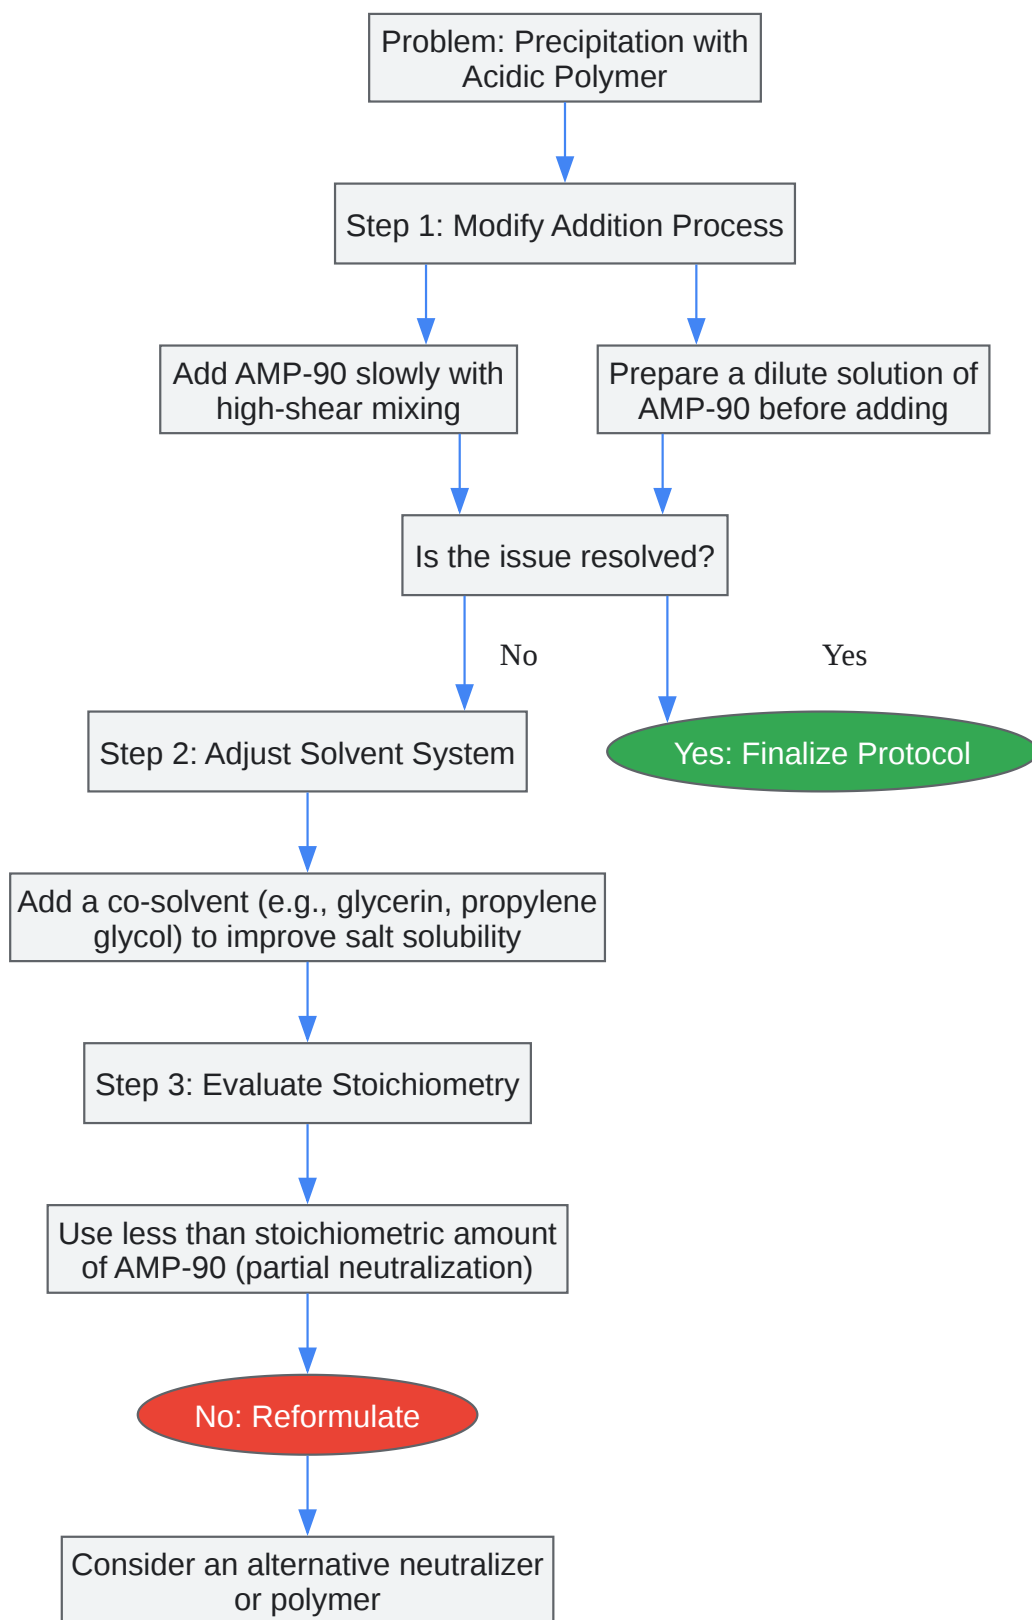 Problem: Precipitation with
Acidic Polymer
Step 1: Modify Addition Process
Add AMP-90 slowly with
high-shear mixing
Prepare a dilute solution of
AMP-90 before adding
Is the issue resolved?
No
Yes
Step 2: Adjust Solvent System
Yes: Finalize Protocol
Add a co-solvent (e.g., glycerin, propylene
glycol) to improve salt solubility
Step 3: Evaluate Stoichiometry
Use less than stoichiometric amount
of AMP-90 (partial neutralization)
No: Reformulate
Consider an alternative neutralizer
or polymer